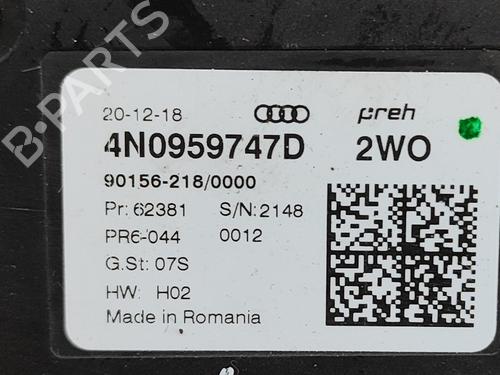 B-PARTS
20-12-18 preh
4N0959747D 2WO
90156-218/0000
Pr: 62381 S/N: 2148
PR6-044 0012
G.St: 07S
HW: H02
Made in Romania